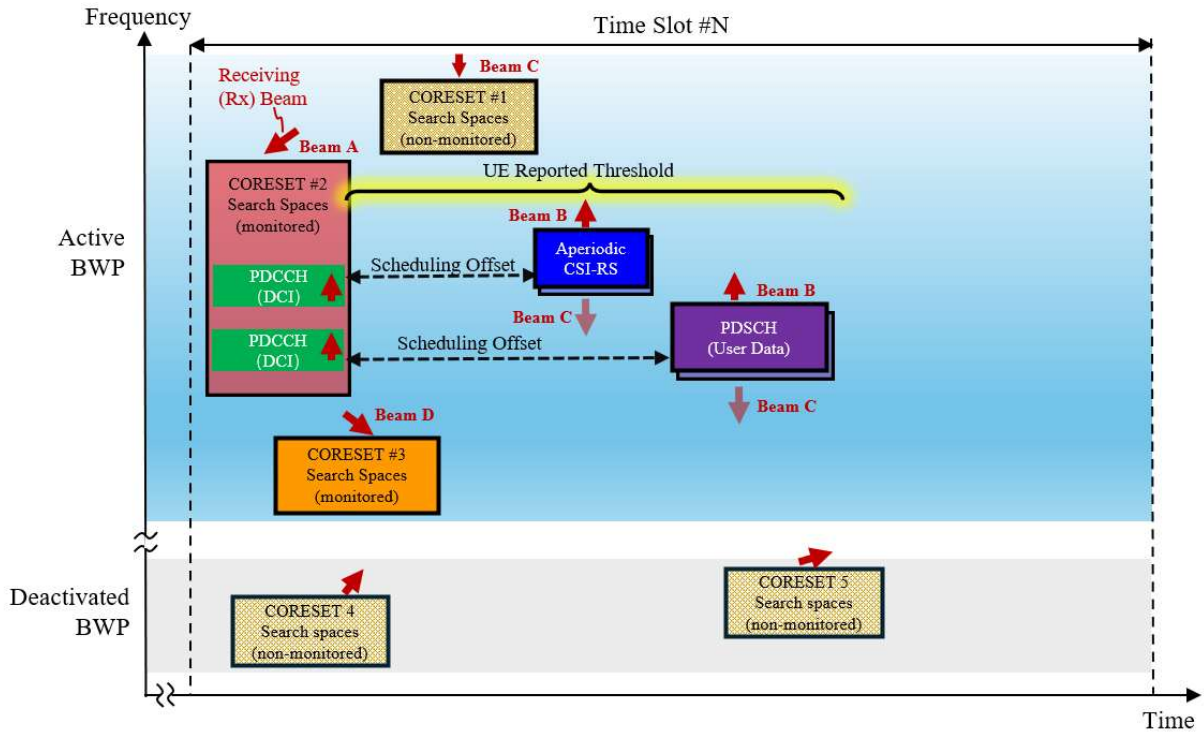 Frequency
Time Slot #N
Beam C
Receiving
(Rx) Beam
CORESET #1
Search Spaces
(non-monitored)
Beam A
UE Reported Threshold
CORESET #2
Search Spaces
(monitored)
Beam B
Active
BWP
Aperiodic
CSI-RS
Scheduling Offset
PDCCH
(DCI)
Beam B
Beam C
PDSCH
(User Data)
PDCCH
(DCI)
Scheduling Offset
Beam C
Beam D
CORESET #3
Search Spaces
(monitored)
Deactivated
BWP
CORESET 4
Search spaces
(non-monitored)
CORESET 5
Search spaces
(non-monitored)
Time